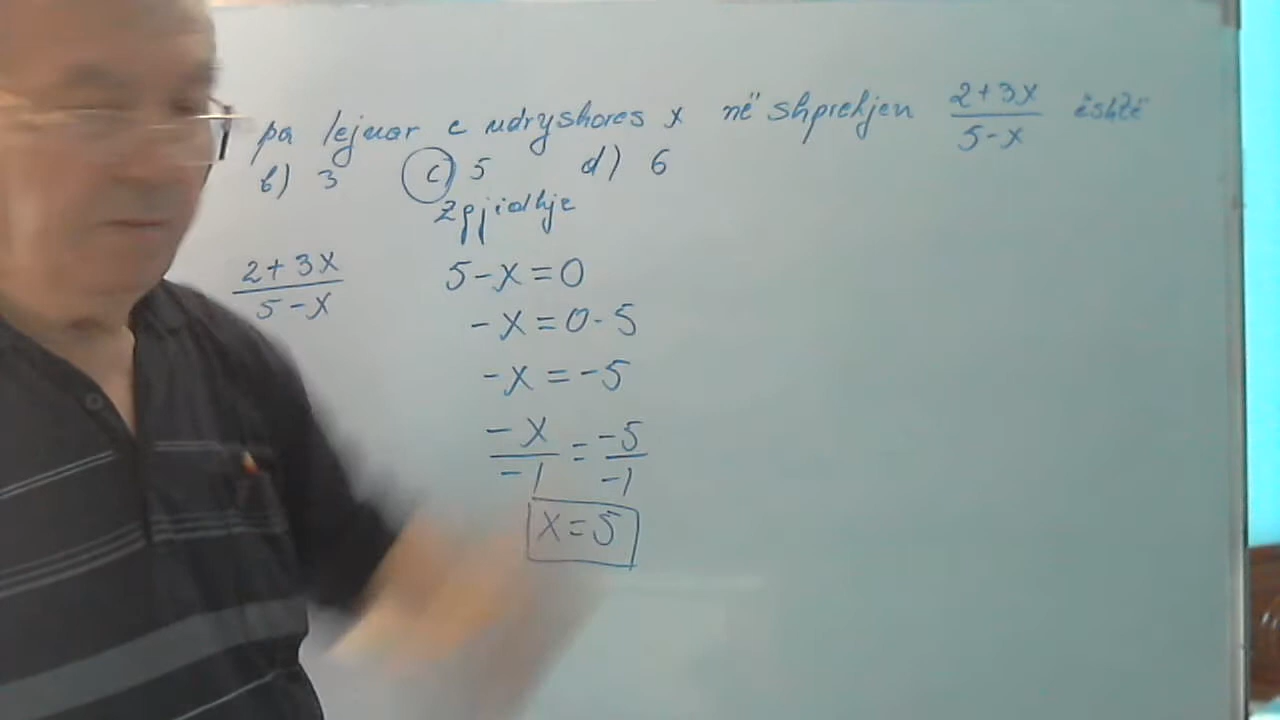 pa lejuar e ndryshores x në shprehjen (2+3x)/(5-x) është
b) 3 c) 5 d) 6
Zgjidhje
(2+3x)/(5-x) 5-x=0
-x=0-5
-x=-5
-x/-1 = -5/-1
x=5